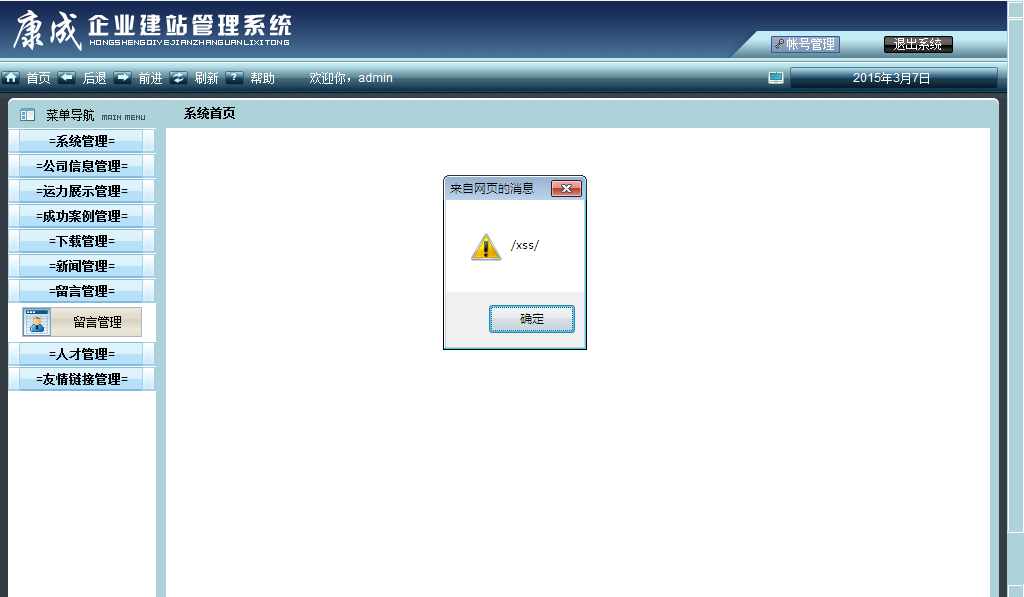 康成 企业建站管理系统
HONGSHENGQIYEJIANZHANGUANLIXITONG
帐号管理 退出系统
首页 后退 前进 刷新 ? 帮助 欢迎你，admin 2015年3月7日
菜单导航 MAIN MENU 系统首页
=系统管理=
=公司信息管理=
=运力展示管理=
=成功案例管理=
=下载管理=
=新闻管理=
=留言管理=
留言管理
=人才管理=
=友情链接管理=
来自网页的消息
/xss/
确定